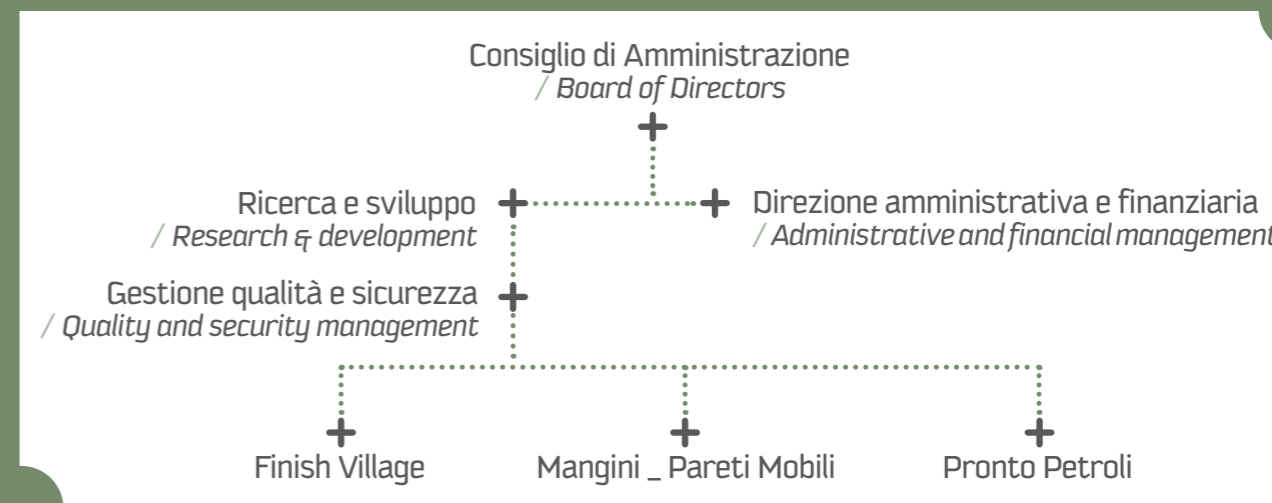 Consiglio di Amministrazione
/ Board of Directors
Ricerca e sviluppo
/ Research & development
Direzione amministrativa e finanziaria
/ Administrative and financial management
Gestione qualità e sicurezza
/ Quality and security management
Finish Village
Mangini _ Pareti Mobili
Pronto Petroli